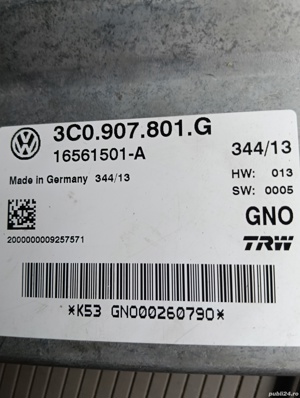 3C0.907.801.G
16561501-A
344/13
Made in Germany 344/13
HW: 013
SW: 0005
GNO
2000000009257571
TRW
*K53 GNO00260790*
publi24.ro